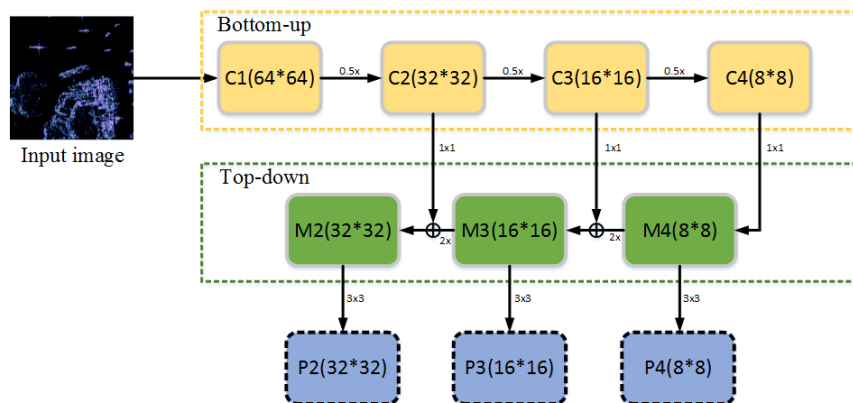 Bottom-up
C1(64*64)
0.5x
C2(32*32)
0.5x
C3(16*16)
0.5x
C4(8*8)
Input image
1x1
1x1
1x1
Top-down
M2(32*32)
2x
M3(16*16)
2x
M4(8*8)
3x3
3x3
3x3
P2(32*32)
P3(16*16)
P4(8*8)